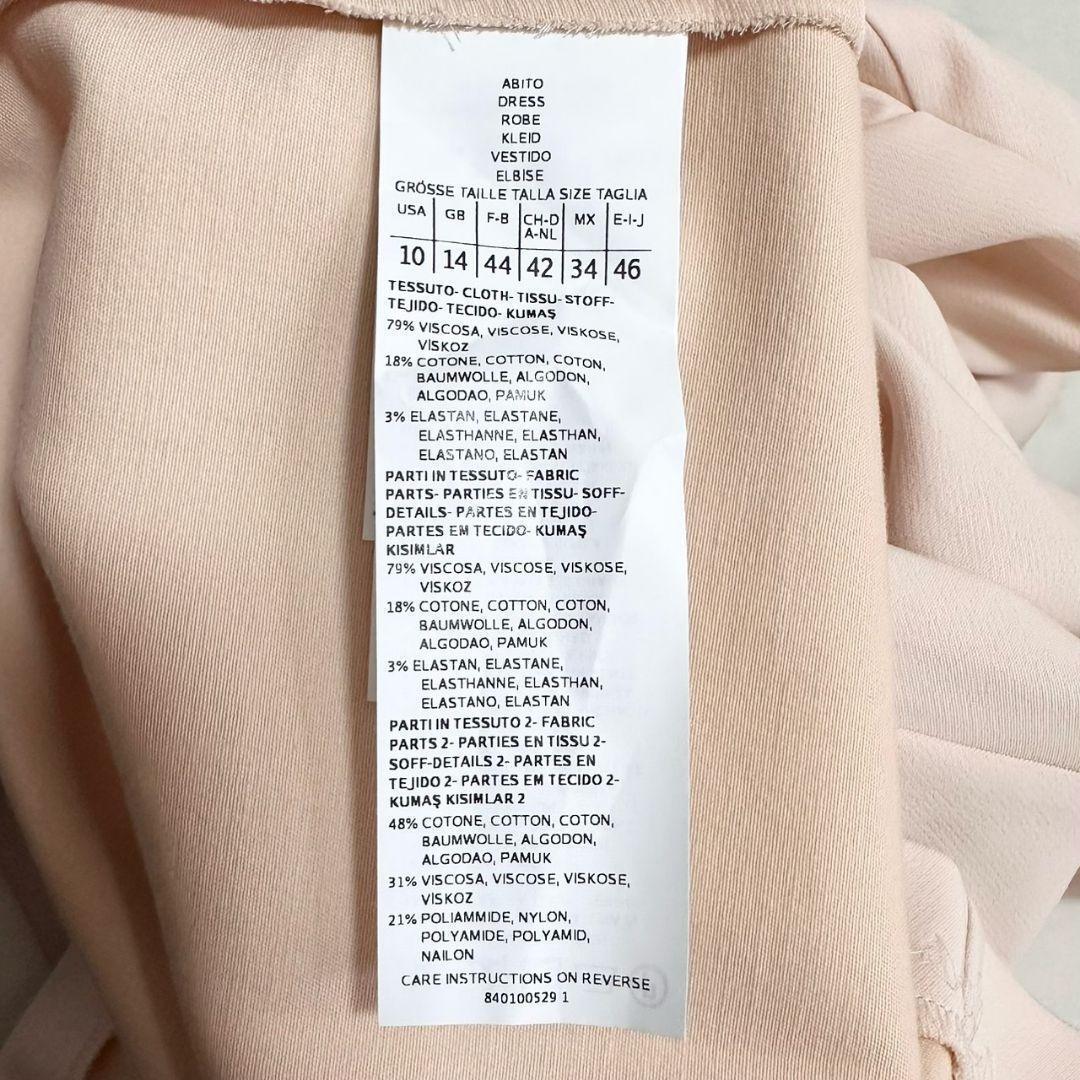 ABITO
DRESS
ROBE
KLEID
VESTIDO
ELBİSE
GRÖSSE TAILLE TALLA SIZE TAGLIA
USA GB F-B CH-D A-NL MX E-I-J
10 14 44 42 34 46
TESSUTO- CLOTH- TISSU- STOFF-
TEJIDO- TECIDO- KUMAŞ
79% VISCOSA, VISCOSE, VISKOSE,
VİSKOZ
18% COTONE, COTTON, COTON,
BAUMWOLLE, ALGODON,
ALGODAO, PAMUK
3% ELASTAN, ELASTANE,
ELASTHANNE, ELASTHAN,
ELASTANO, ELASTAN
PARTI IN TESSUTO- FABRIC
PARTS- PARTIES EN TISSU- SOFF-
DETAILS- PARTES EN TEJIDO-
PARTES EM TECIDO- KUMAŞ
KISIMLAR
79% VISCOSA, VISCOSE, VISKOSE,
VISKOZ
18% COTONE, COTTON, COTON,
BAUMWOLLE, ALGODON,
ALGODAO, PAMUK
3% ELASTAN, ELASTANE,
ELASTHANNE, ELASTHAN,
ELASTANO, ELASTAN
PARTI IN TESSUTO 2- FABRIC
PARTS 2- PARTIES EN TISSU 2-
SOFF-DETAILS 2- PARTES EN
TEJIDO 2- PARTES EM TECIDO 2-
KUMAŞ KISIMLAR 2
48% COTONE, COTTON, COTON,
BAUMWOLLE, ALGODON,
ALGODAO, PAMUK
31% VISCOSA, VISCOSE, VISKOSE,
VİSKOZ
21% POLIAMMIDE, NYLON,
POLYAMIDE, POLYAMID,
NAILON
CARE INSTRUCTIONS ON REVERSE
840100529 1